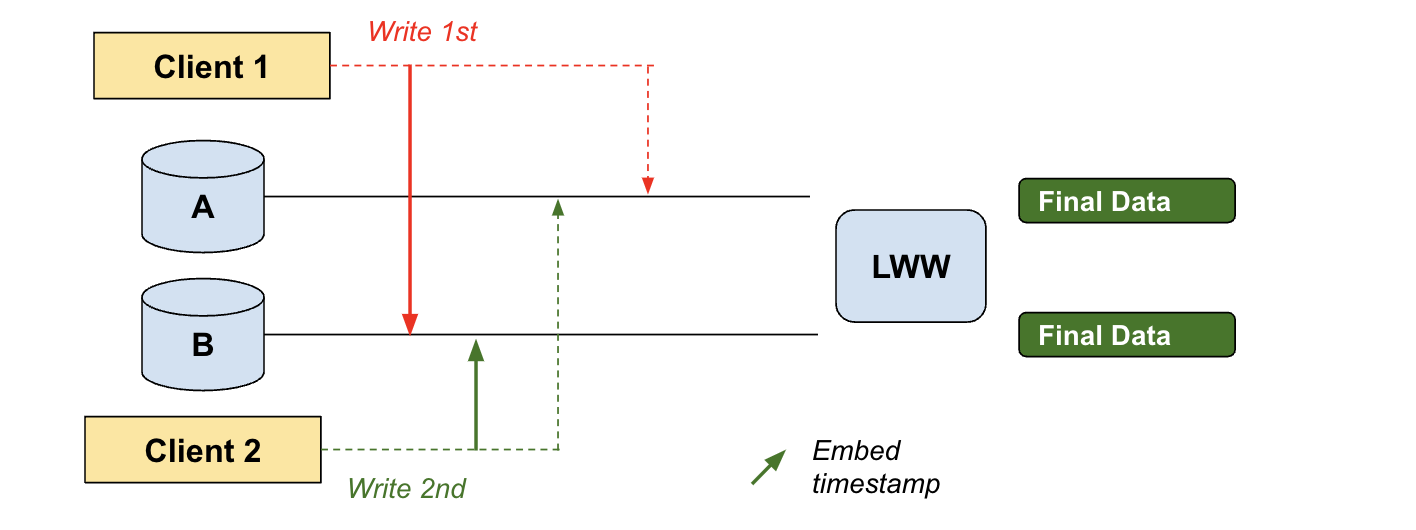 Write 1st
Client 1
A
Final Data
LWW
B
Final Data
Client 2
Write 2nd
Embed
timestamp